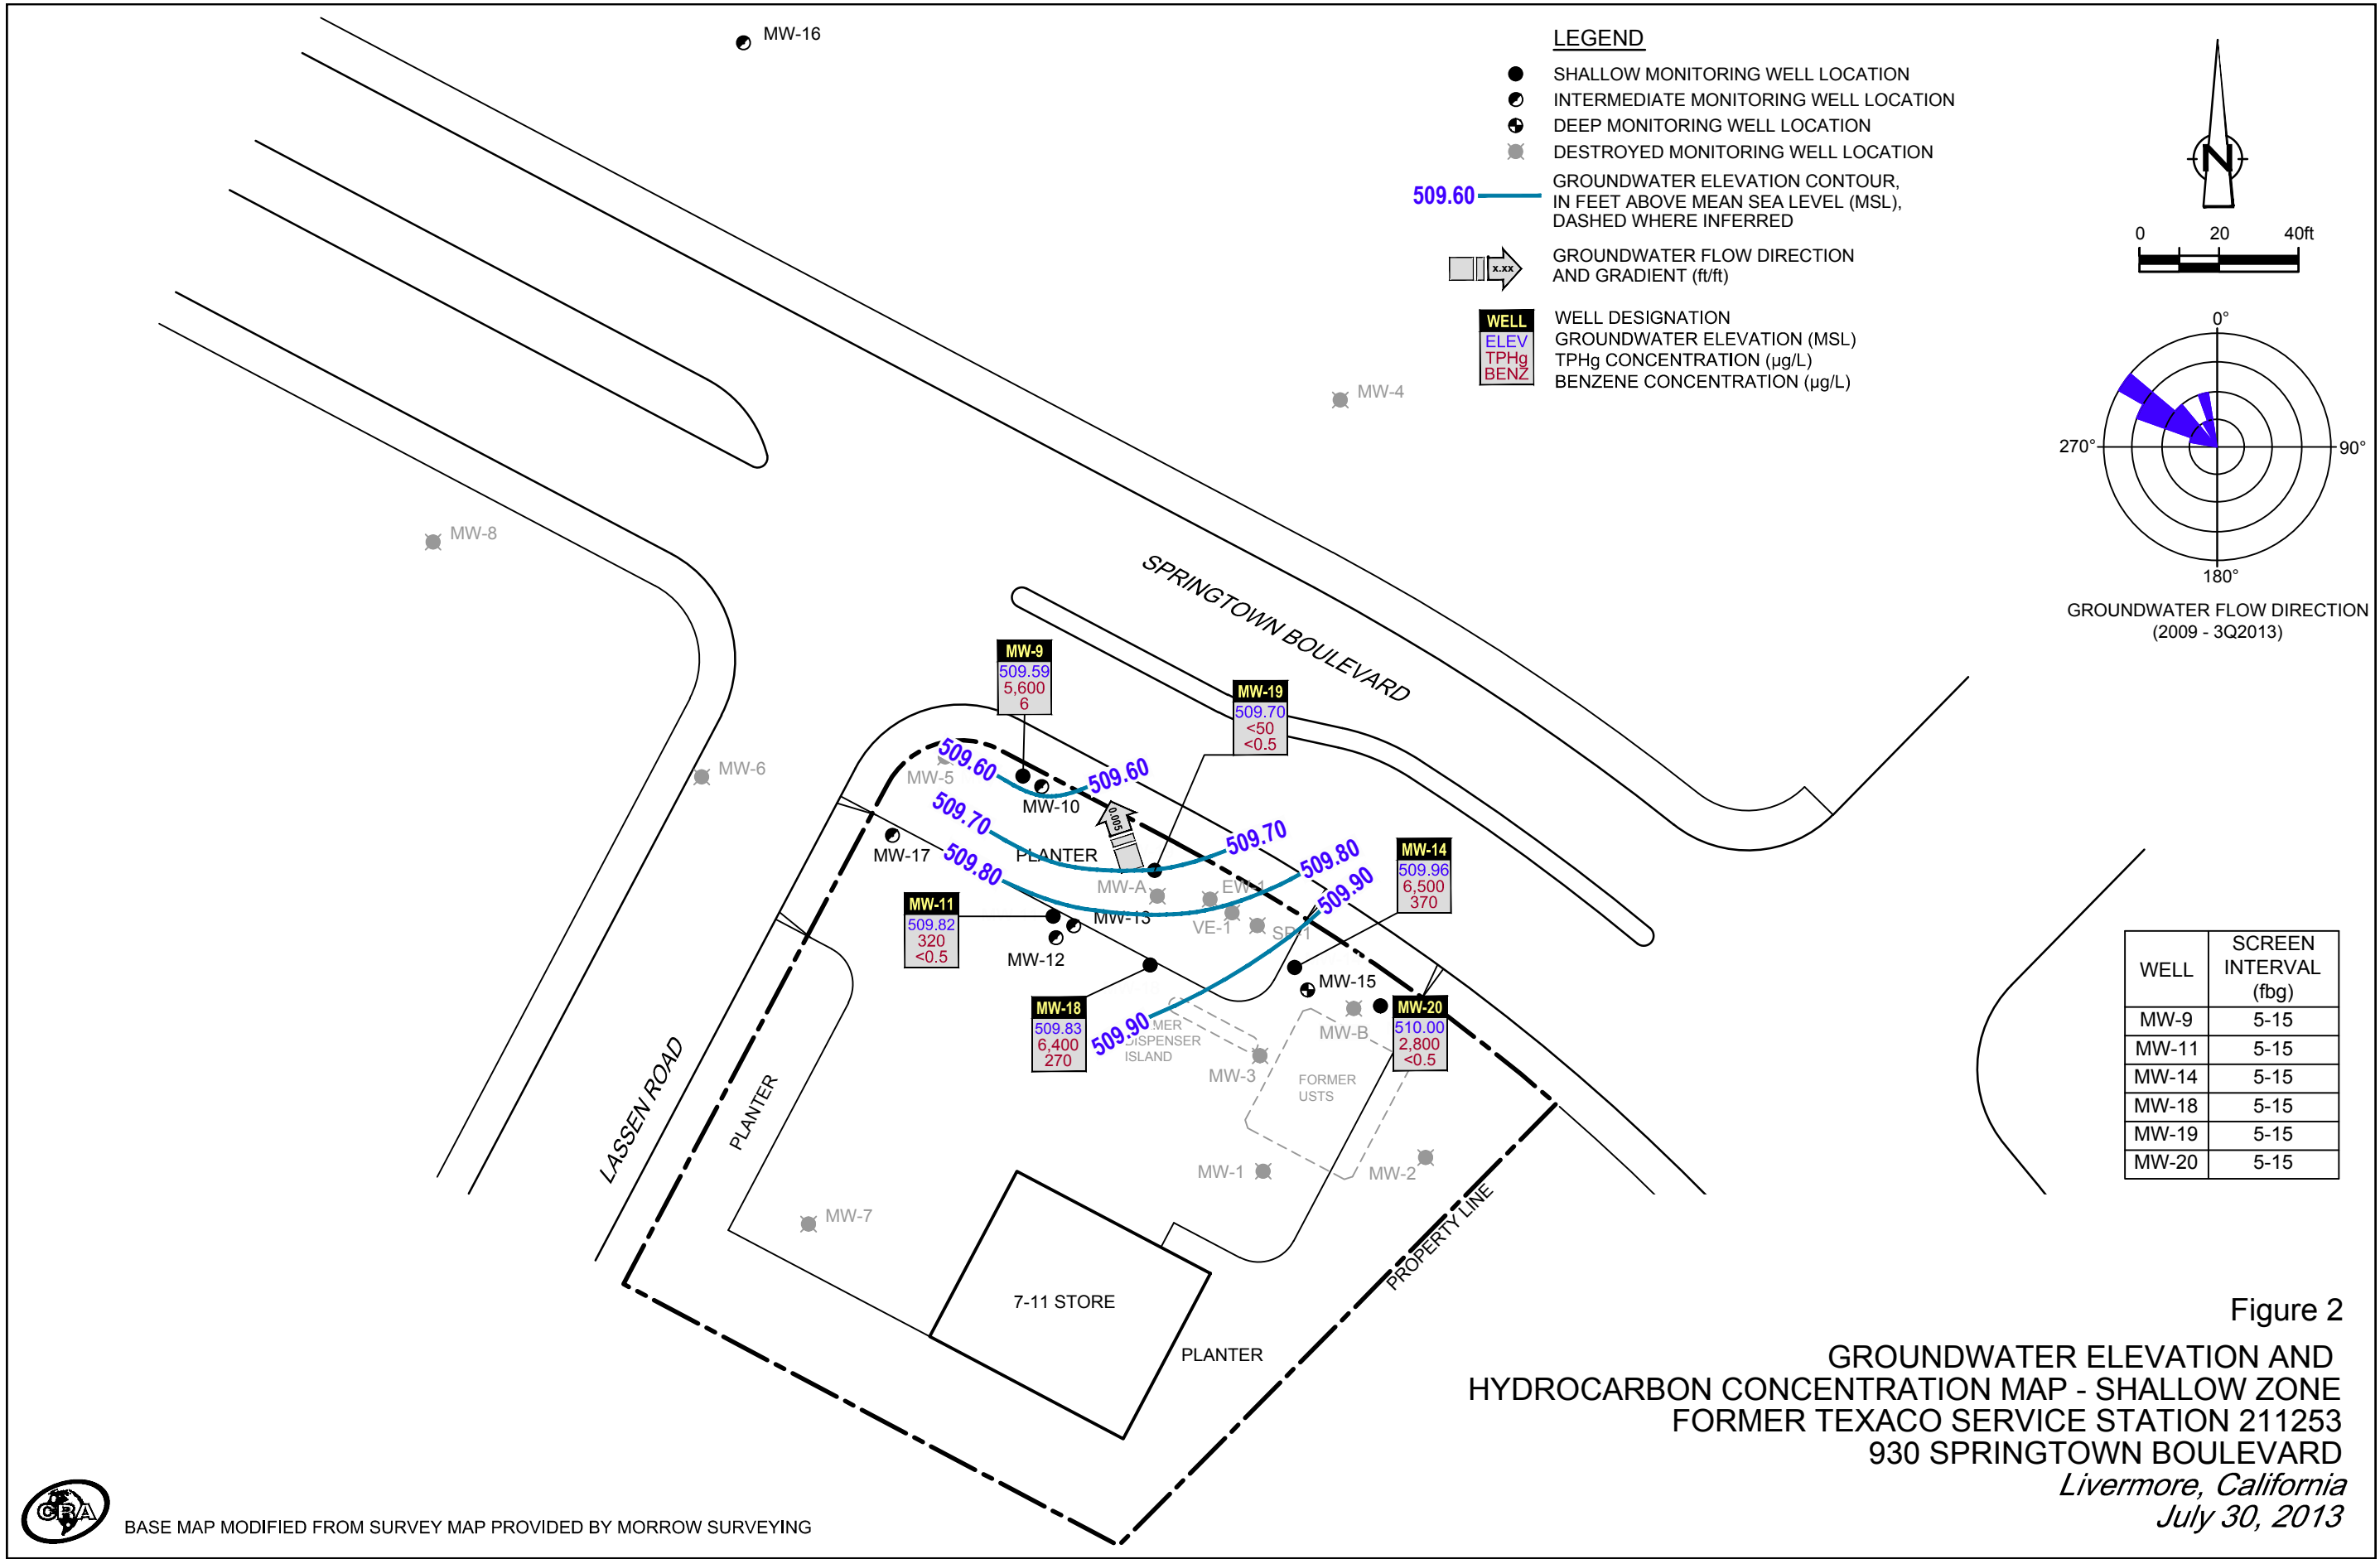 MW-16
LEGEND
SHALLOW MONITORING WELL LOCATION
INTERMEDIATE MONITORING WELL LOCATION
DEEP MONITORING WELL LOCATION
DESTROYED MONITORING WELL LOCATION
509.60
GROUNDWATER ELEVATION CONTOUR,
IN FEET ABOVE MEAN SEA LEVEL (MSL),
DASHED WHERE INFERRED
x.xx
GROUNDWATER FLOW DIRECTION
AND GRADIENT (ft/ft)
WELL
ELEV
TPHg
BENZ
WELL DESIGNATION
GROUNDWATER ELEVATION (MSL)
TPHg CONCENTRATION (µg/L)
BENZENE CONCENTRATION (µg/L)
N
0 20 40ft
0°
270°
90°
180°
GROUNDWATER FLOW DIRECTION
(2009 - 3Q2013)
MW-4
MW-8
SPRINGTOWN BOULEVARD
MW-9
509.59
5,600
6
MW-19
509.70
<50
<0.5
MW-6
MW-5
509.60
509.60
MW-10
509.70
0.005
509.70
MW-17
PLANTER
509.80
509.80
MW-14
509.96
6,500
370
MW-A
EW-1
509.90
MW-11
509.82
320
<0.5
MW-13
VE-1
SP-1
MW-12
MW-15
MW-18
509.83
6,400
270
509.90
MER
DISPENSER
ISLAND
MW-B
MW-20
510.00
2,800
<0.5
MW-3
FORMER
USTS
LASSEN ROAD
PLANTER
MW-1
MW-2
MW-7
PROPERTY LINE
7-11 STORE
PLANTER
WELL SCREEN INTERVAL (fbg)
MW-9 5-15
MW-11 5-15
MW-14 5-15
MW-18 5-15
MW-19 5-15
MW-20 5-15
Figure 2
GROUNDWATER ELEVATION AND
HYDROCARBON CONCENTRATION MAP - SHALLOW ZONE
FORMER TEXACO SERVICE STATION 211253
930 SPRINGTOWN BOULEVARD
Livermore, California
July 30, 2013
CRA
BASE MAP MODIFIED FROM SURVEY MAP PROVIDED BY MORROW SURVEYING